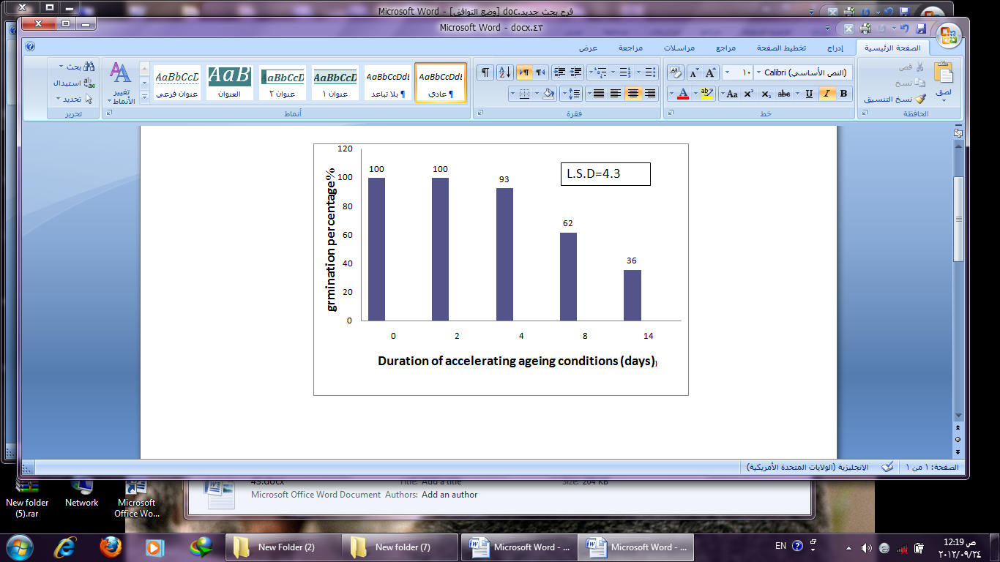 Microsoft Word - [وضع التوافق] doc.فرح بحث جديد
Microsoft Word - docx.٤٣
الصفحة الرئيسية
إدراج
تخطيط الصفحة
مراجع
مراسلات
مراجعة
عرض
لصق
قص
نسخ
نسخ التنسيق
الحافظة
Calibri (النص الأساسي)
١٠
A A
B I U abc X₂ X² Aa A
خط
فقرة
AaBbCcDdI
¶ عادي
AaBbCcDdI
¶ بلا تباعد
AaBbCcD
عنوان ١
AaBbCcD
عنوان ٢
AaB
العنوان
AaBbCcD
عنوان فرعي
تغيير
الأنماط
أنماط
بحث
استبدال
تحديد
تحرير
L.S.D=4.3
grmination percentage%
120
100
80
60
40
20
0
100
100
93
62
36
0
2
4
8
14
Duration of accelerating ageing conditions (days))
الصفحة: ١ من ١
الإنجليزية (الولايات المتحدة الأمريكية)
43.docx
Title: Add a title
Size: 204 KB
Microsoft Office Word Document
Authors: Add an author
New folder
(5).rar
Network
Microsoft
Office Wo...
New Folder (2)
New folder (7)
Microsoft Word - ...
Microsoft Word - ...
EN
12:19 ص
٢٠١٢/٠٩/٢٤